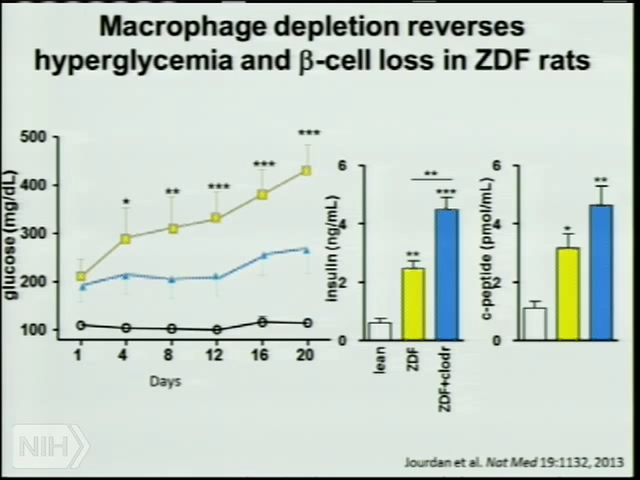 Macrophage depletion reverses
hyperglycemia and β-cell loss in ZDF rats
glucose (mg/dL)
500
400
300
200
100
* ** *** *** *** ***
1 4 8 12 16 20
Days
insulin (ng/mL)
6
4
2
0
**
**
***
lean
ZDF
ZDF+clodr
c-peptide (pmol/mL)
6
4
2
0
*
**
NIH
Jourdan et al. Nat Med 19:1132, 2013